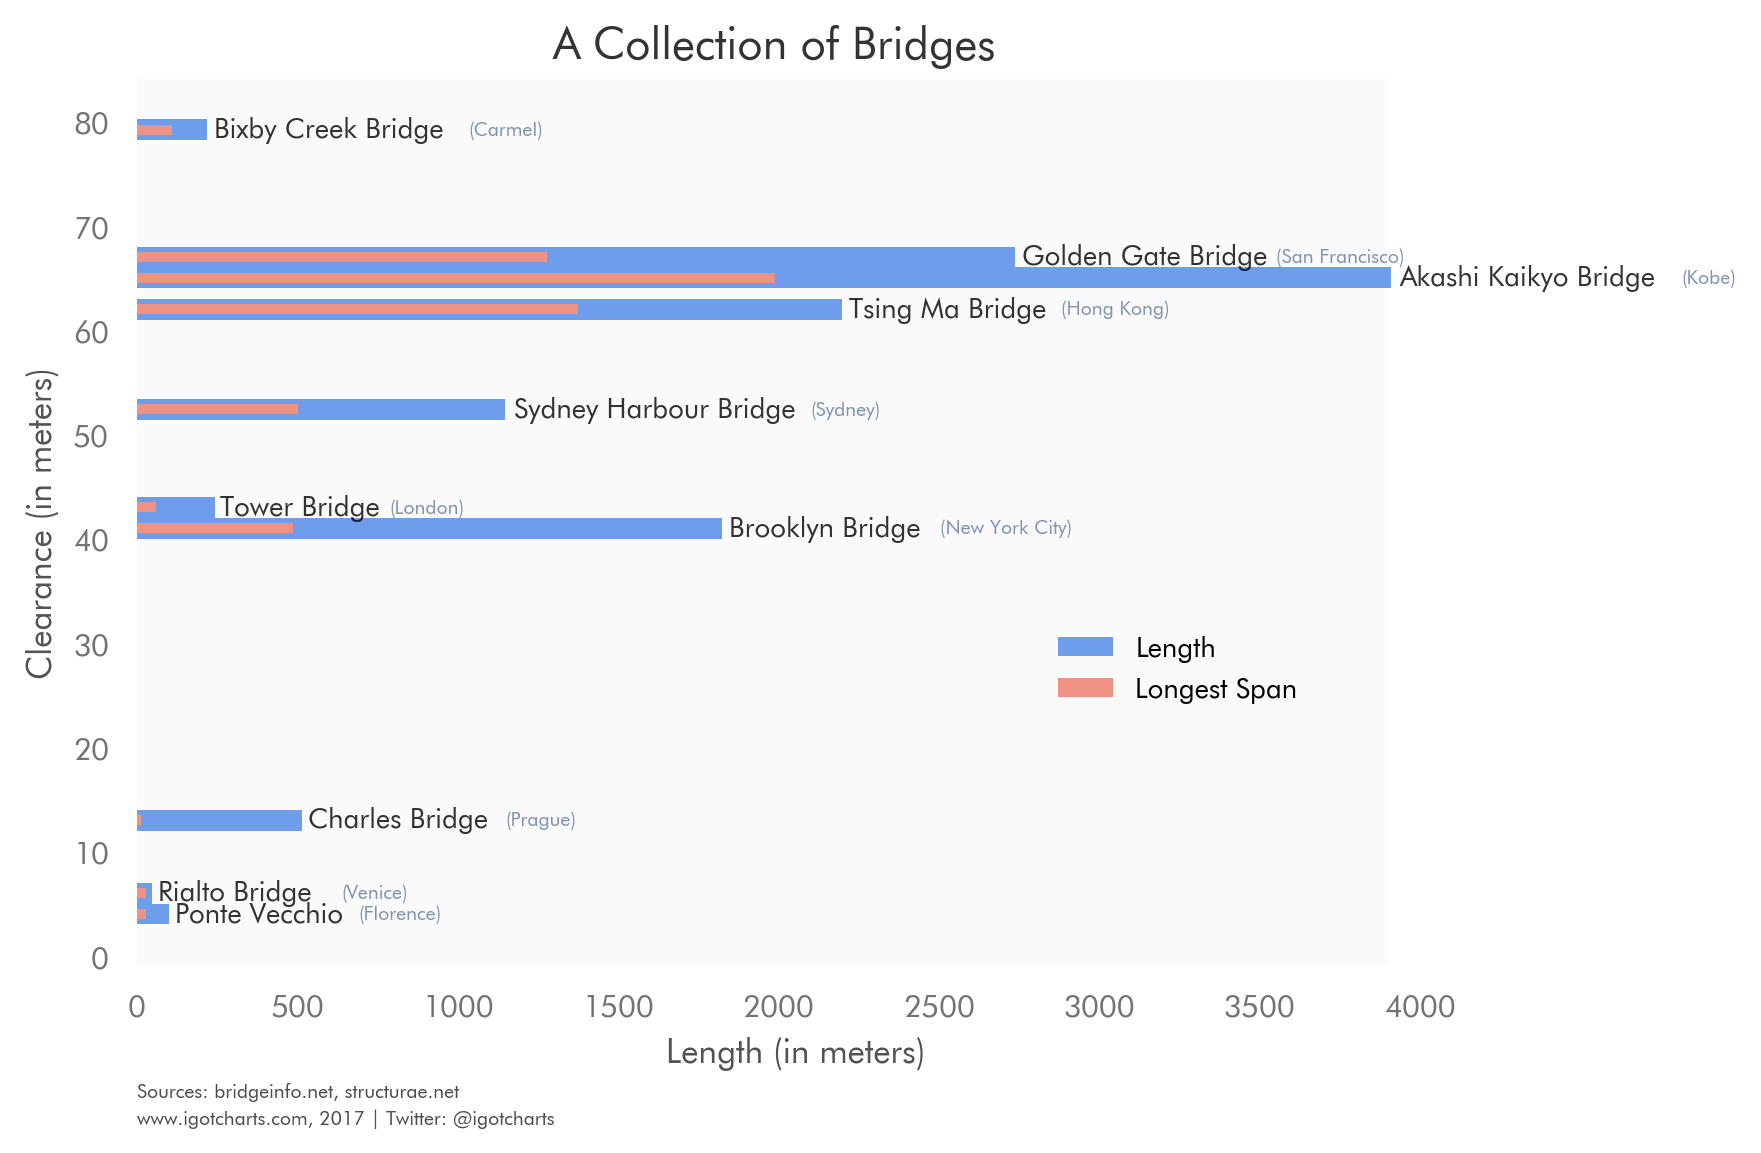 A Collection of Bridges
80
Bixby Creek Bridge (Carmel)
70
Golden Gate Bridge (San Francisco)
Akashi Kaikyo Bridge (Kobe)
Tsing Ma Bridge (Hong Kong)
60
Sydney Harbour Bridge (Sydney)
50
Tower Bridge (London)
Brooklyn Bridge (New York City)
40
Clearance (in meters)
30
Length
Longest Span
20
Charles Bridge (Prague)
10
Rialto Bridge (Venice)
Ponte Vecchio (Florence)
0
0 500 1000 1500 2000 2500 3000 3500 4000
Length (in meters)
Sources: bridgeinfo.net, structurae.net
www.igotcharts.com, 2017 | Twitter: @igotcharts